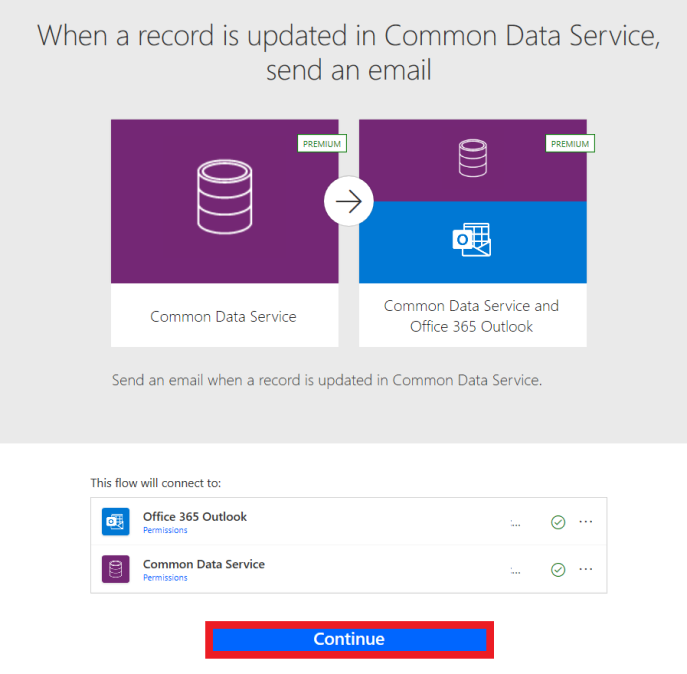 When a record is updated in Common Data Service,
send an email
PREMIUM
PREMIUM
Common Data Service
Common Data Service and
Office 365 Outlook
Send an email when a record is updated in Common Data Service.
This flow will connect to:
Office 365 Outlook
Permissions
Common Data Service
Permissions
Continue